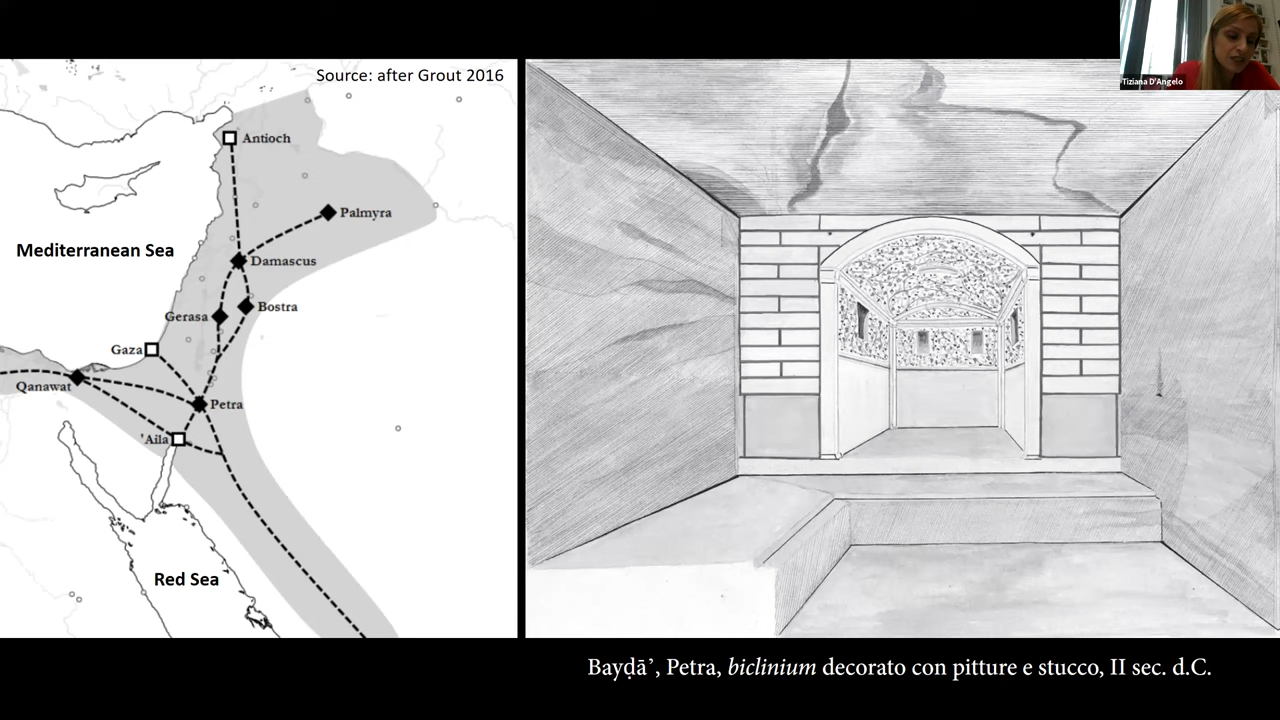 Source: after Grout 2016
Antioch
Palmyra
Mediterranean Sea
Damascus
Bostra
Gerasa
Gaza
Qanawat
Petra
'Aila
Red Sea
Tiziana D'Angelo
Bayḍā’, Petra, biclinium decorato con pitture e stucco, II sec. d.C.